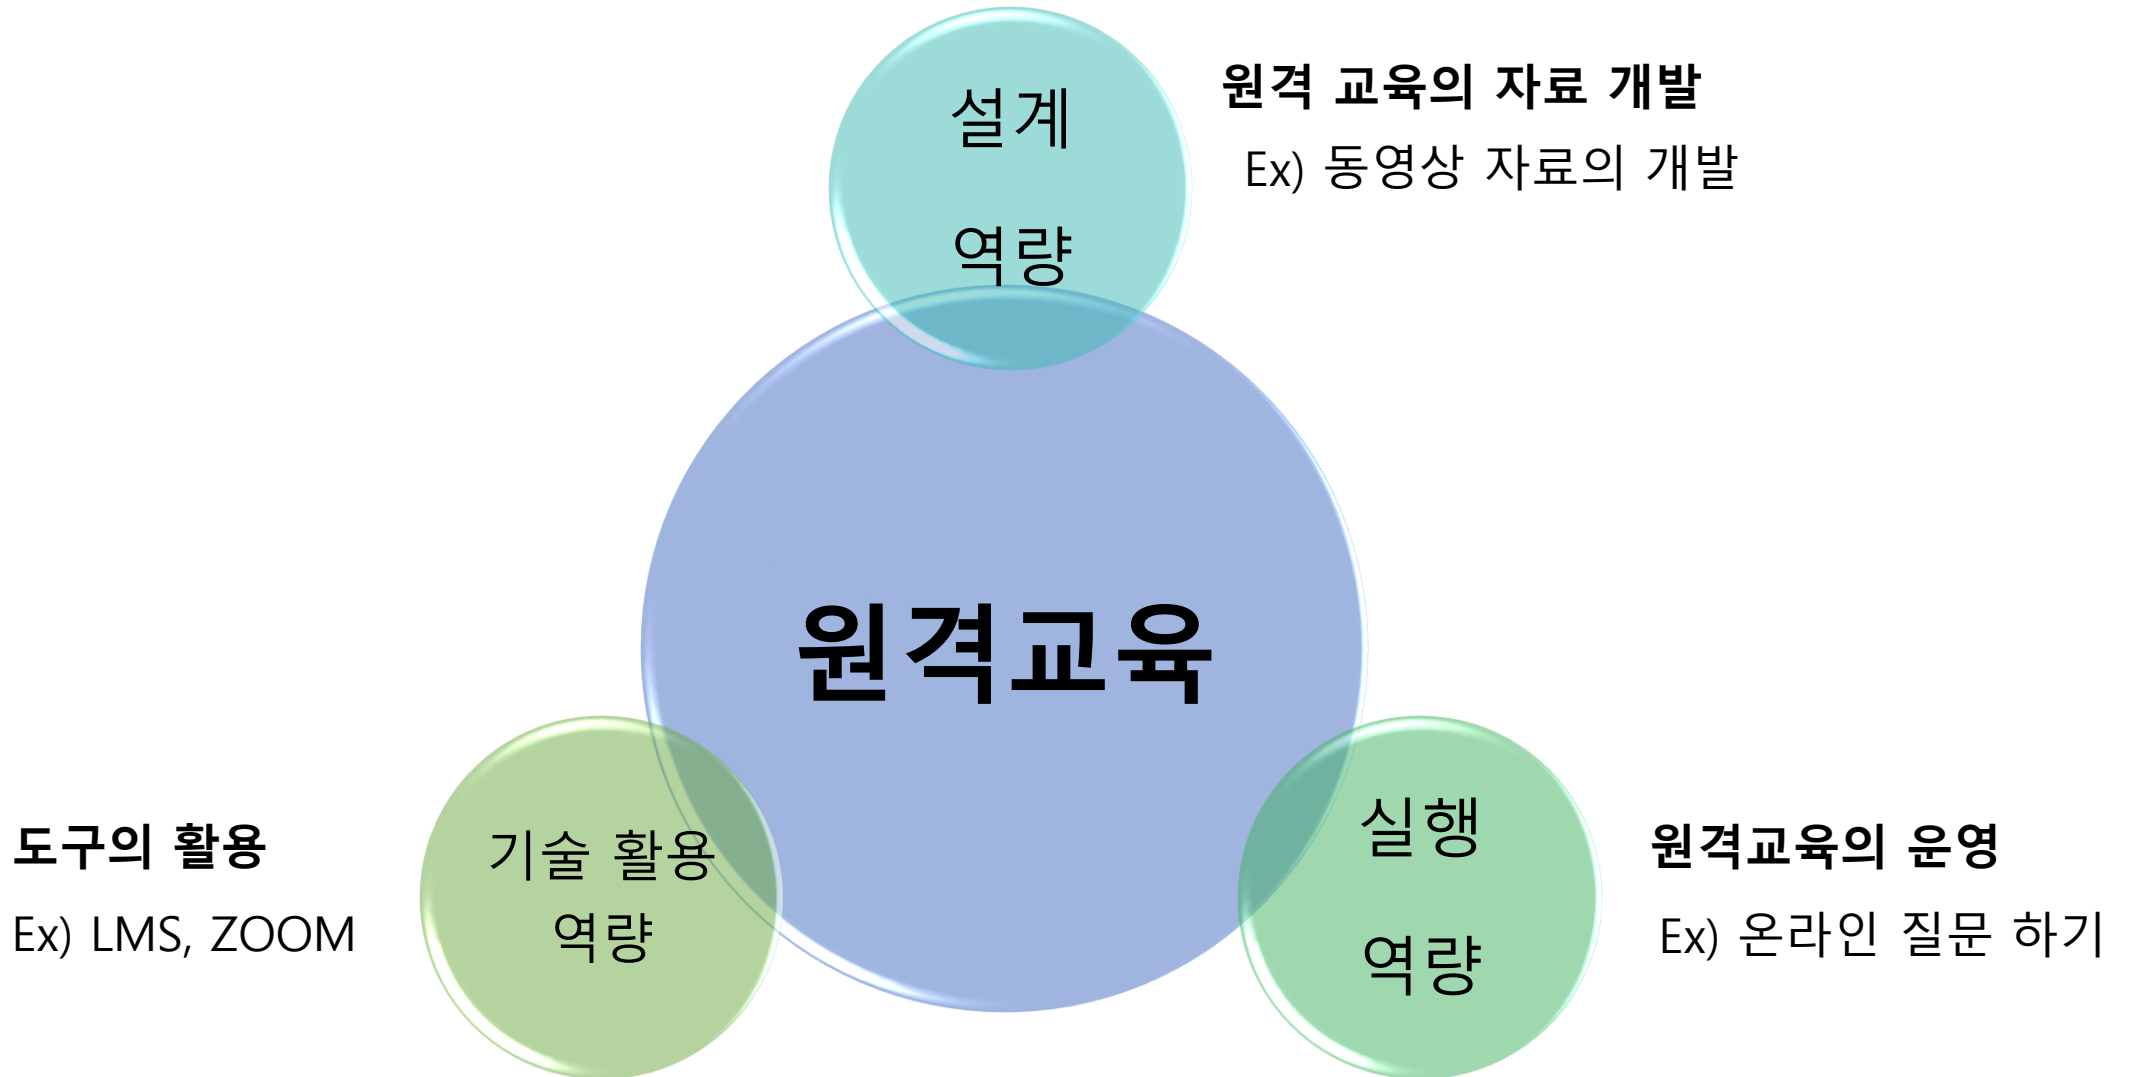 설계
역량
원격 교육의 자료 개발
Ex) 동영상 자료의 개발
원격교육
도구의 활용
Ex) LMS, ZOOM
기술 활용
역량
실행
역량
원격교육의 운영
Ex) 온라인 질문 하기